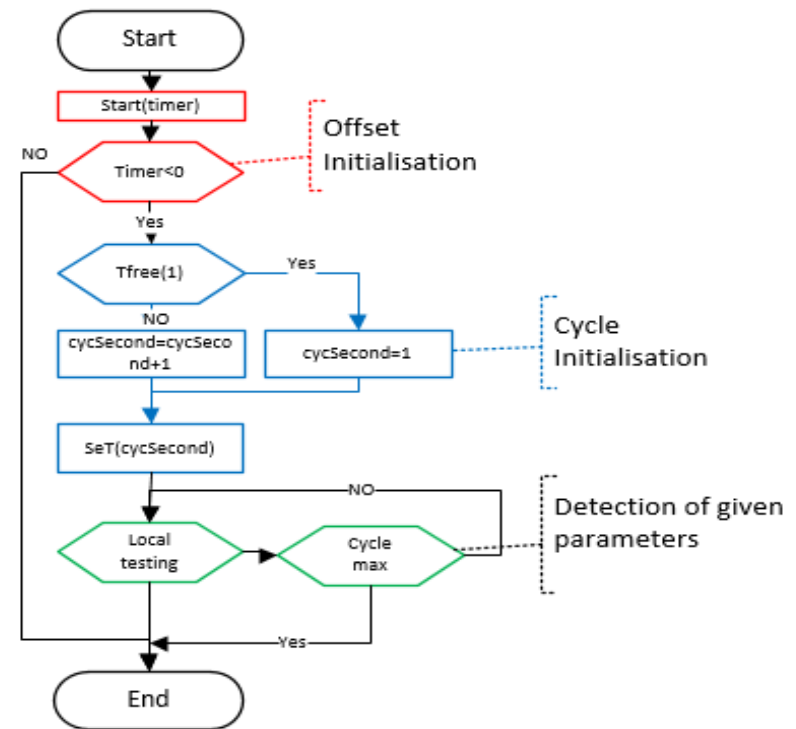 Start
Start(timer)
Offset
Initialisation
NO
Timer<0
Yes
Tfree(1)
Yes
NO
cycSecond=cycSeco
nd+1
cycSecond=1
Cycle
Initialisation
SeT(cycSecond)
NO
Local
testing
Cycle
max
Detection of given
parameters
Yes
End